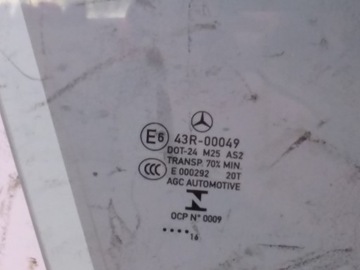 E6 43R-00049
DOT-24 M25 AS2
TRANSP. 70% MIN.
CCC E 000292 20T
AGC AUTOMOTIVE
N
OCP N° 0009
•••• 16